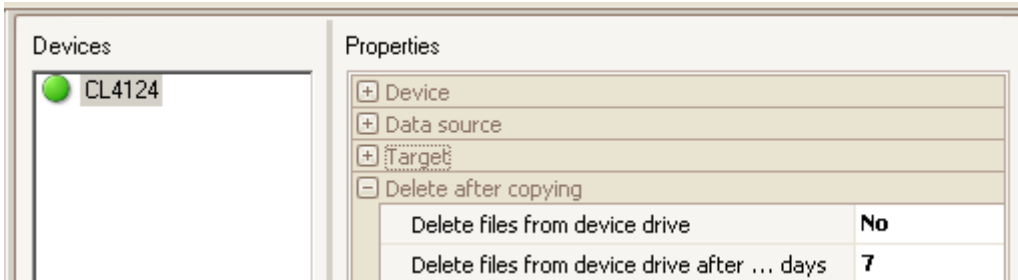 Devices
CL4124
Properties
Device
Data source
Target
Delete after copying
Delete files from device drive No
Delete files from device drive after ... days 7